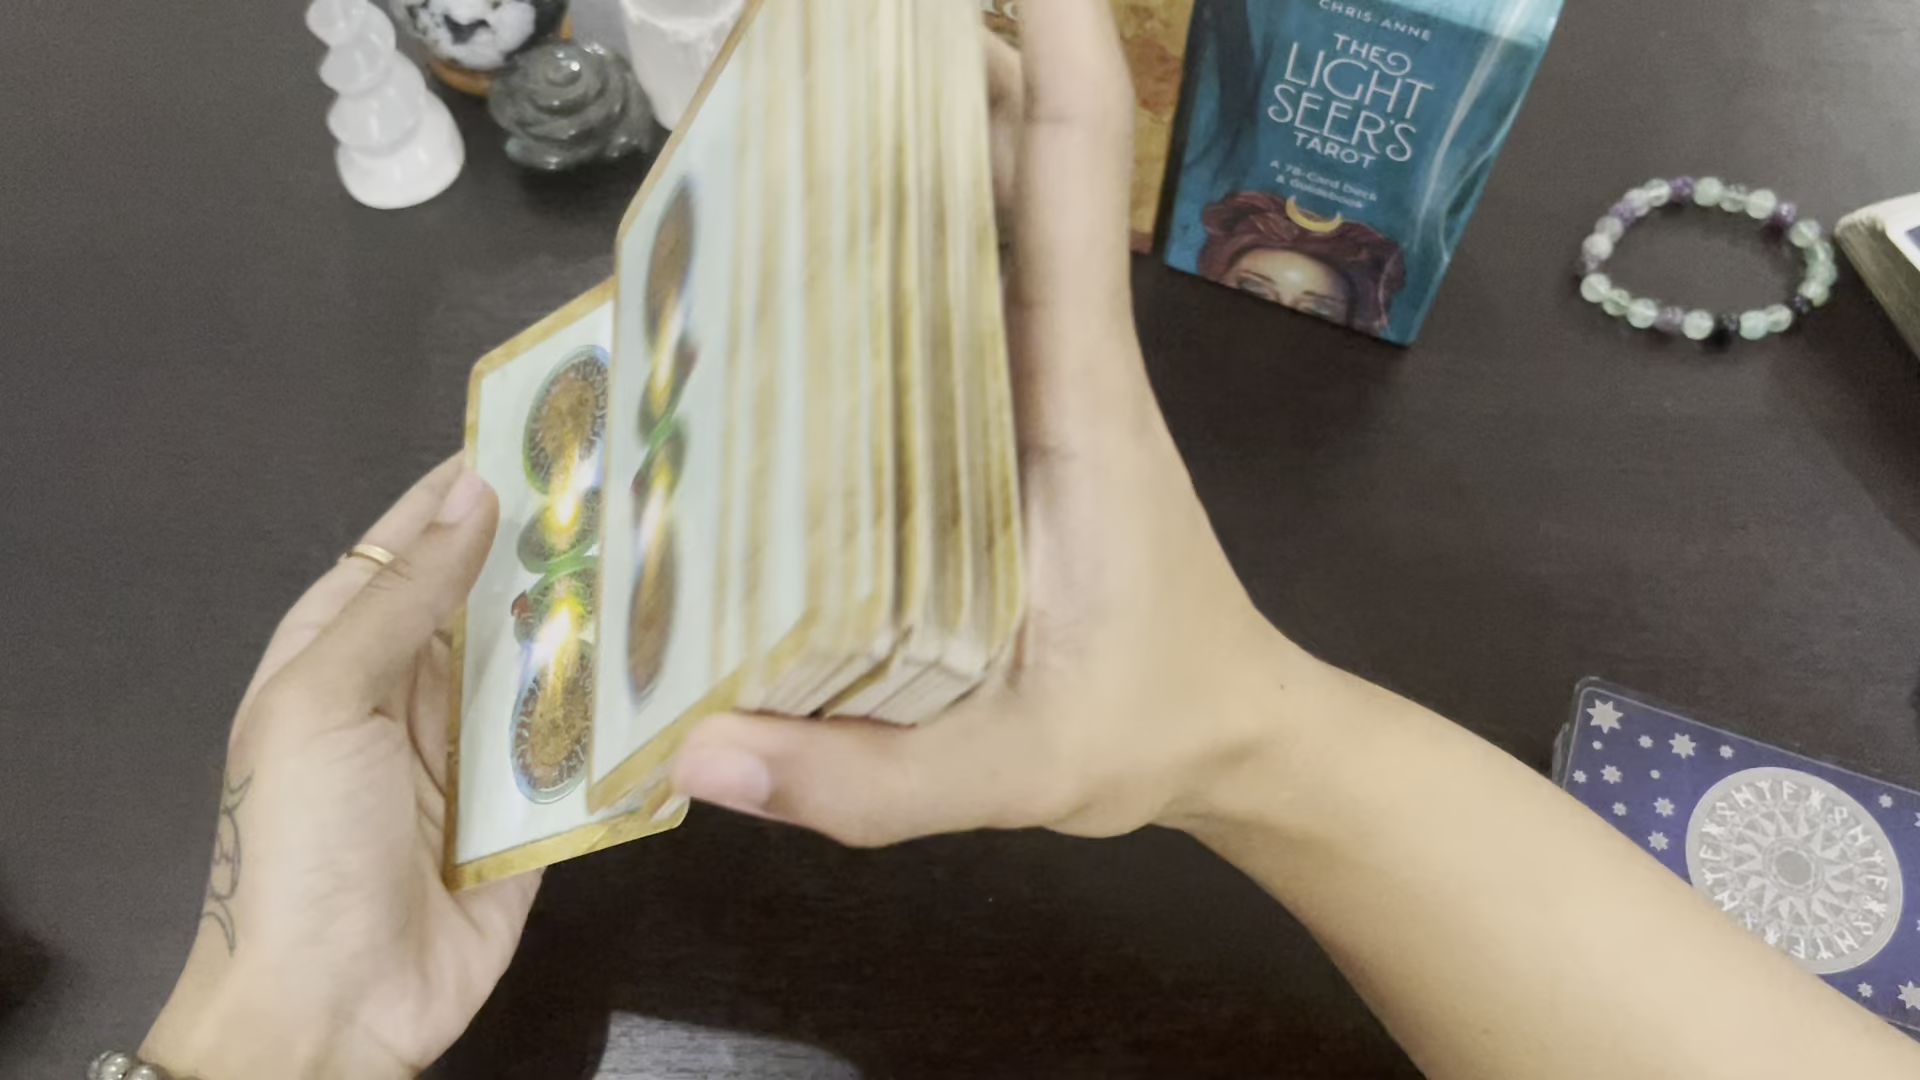 CHRIS-ANNE
THE
LIGHT
SEER'S
TAROT
A 78-Card Deck
& Guidebook